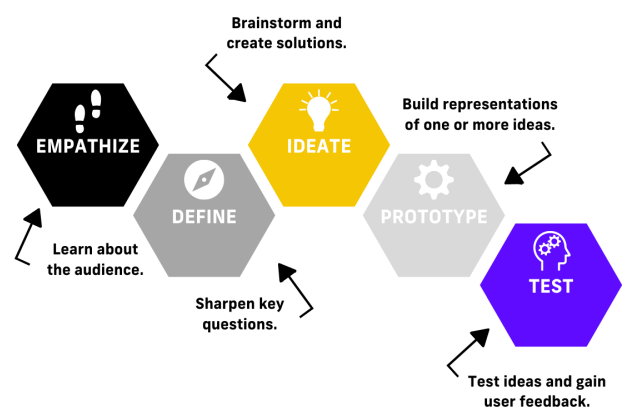 Brainstorm and
create solutions.
EMPATHIZE
IDEATE
Build representations
of one or more ideas.
DEFINE
PROTOTYPE
Learn about
the audience.
Sharpen key
questions.
TEST
Test ideas and gain
user feedback.